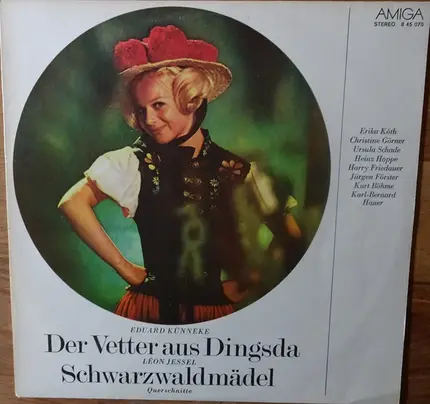 AMIGA
STEREO 8 45 070
Erika Köth
Christine Görner
Ursula Schade
Heinz Hoppe
Harry Friedauer
Jürgen Förster
Kurt Böhme
Karl-Bernard
Hauer
EDUARD KÜNNEKE
Der Vetter aus Dingsda
LÉON JESSEL
Schwarzwaldmädel
Querschnitte